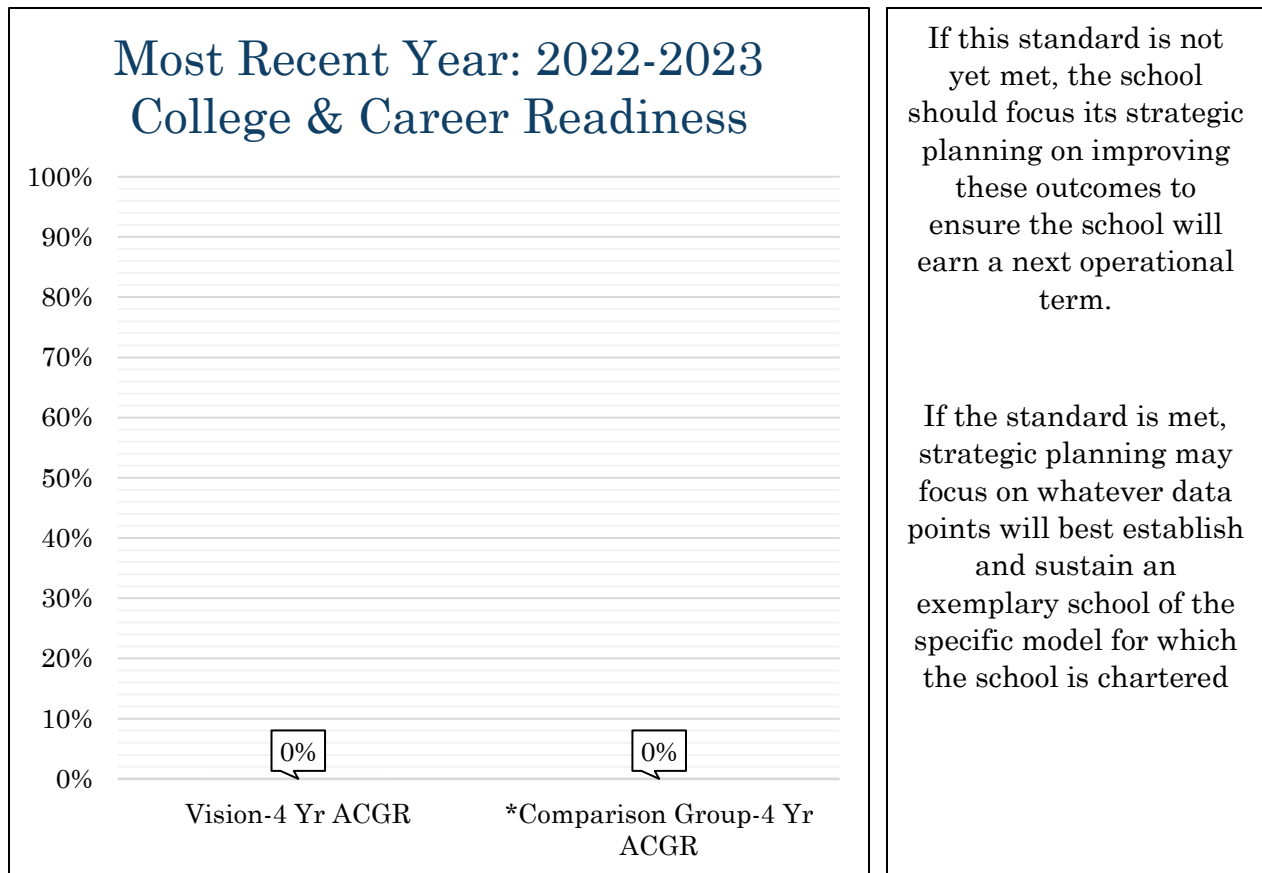 Most Recent Year: 2022-2023
College & Career Readiness
100%
90%
80%
70%
60%
50%
40%
30%
20%
10%
0%
0%
0%
Vision-4 Yr ACGR
*Comparison Group-4 Yr
ACGR
If this standard is not
yet met, the school
should focus its strategic
planning on improving
these outcomes to
ensure the school will
earn a next operational
term.
If the standard is met,
strategic planning may
focus on whatever data
points will best establish
and sustain an
exemplary school of the
specific model for which
the school is chartered